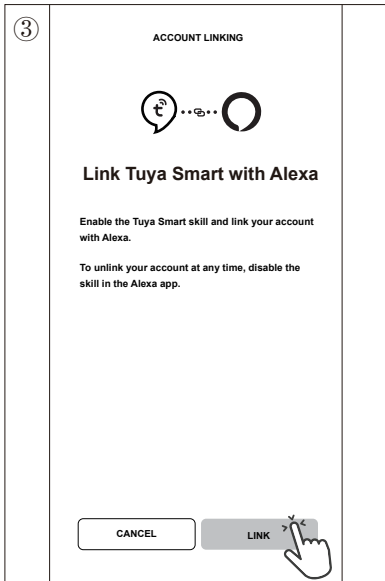 ③
ACCOUNT LINKING
Link Tuya Smart with Alexa
Enable the Tuya Smart skill and link your account
with Alexa.
To unlink your account at any time, disable the
skill in the Alexa app.
CANCEL
LINK